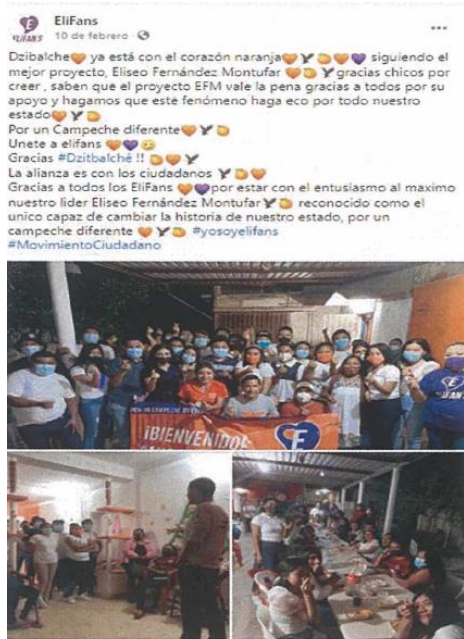 EliFans
10 de febrero ·
Dzibalche🧡 ya está con el corazón naranja🧡🕊🍊🧡💜 siguiendo el
mejor proyecto, Eliseo Fernández Montufar 🧡🍊🕊gracias chicos por
creer , saben que el proyecto EFM vale la pena gracias a todos por su
apoyo y hagamos que esté fenómeno haga eco por todo nuestro
estado🧡🕊🍊
Por un Campeche diferente🧡🕊🍊
Unete a elifans 🧡💜
Gracias #Dzitbalché !! 🍊🧡🕊
La alianza es con los ciudadanos 🕊🍊🧡
Gracias a todos los EliFans 🧡💜por estar con el entusiasmo al maximo
nuestro lider Eliseo Fernández Montufar🕊🍊 reconocido como el
unico capaz de cambiar la historia de nuestro estado, por un
campeche diferente 🧡🕊🍊 #yosoyelifans
#MovimientoCiudadano
¡BIENVENIDO!
ELIFANS